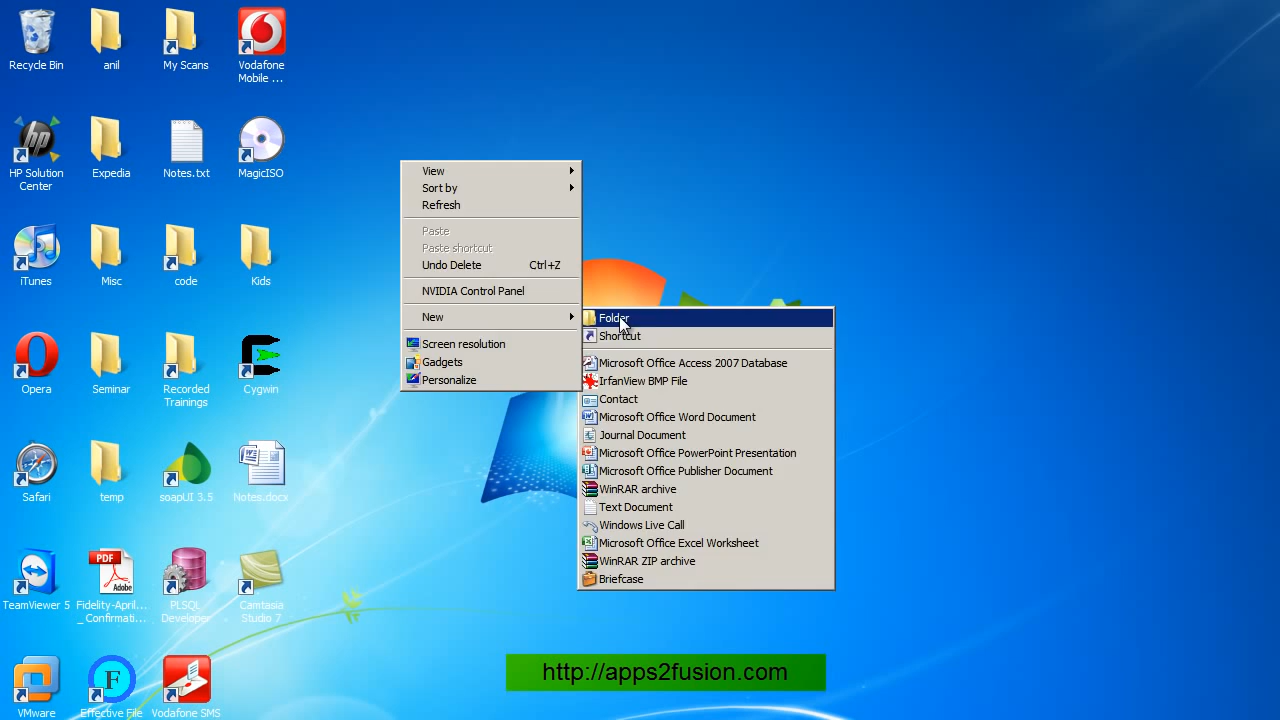 Recycle Bin
anil
My Scans
Vodafone
Mobile ...
hp
HP Solution
Center
Expedia
Notes.txt
MagicISO
iTunes
Misc
code
Kids
Opera
Seminar
Recorded
Trainings
Cygwin
Safari
temp
soapUI 3.5
Notes.docx
TeamViewer 5
PDF
Adobe
Fidelity-April...
_ Confirmati...
PLSQL
Developer
Camtasia
Studio 7
VMware
F
Effective File
Vodafone SMS
View
Sort by
Refresh
Paste
Paste shortcut
Undo Delete Ctrl+Z
NVIDIA Control Panel
New
Screen resolution
Gadgets
Personalize
Folder
Shortcut
Microsoft Office Access 2007 Database
IrfanView BMP File
Contact
Microsoft Office Word Document
Journal Document
Microsoft Office PowerPoint Presentation
Microsoft Office Publisher Document
WinRAR archive
Text Document
Windows Live Call
Microsoft Office Excel Worksheet
WinRAR ZIP archive
Briefcase
http://apps2fusion.com